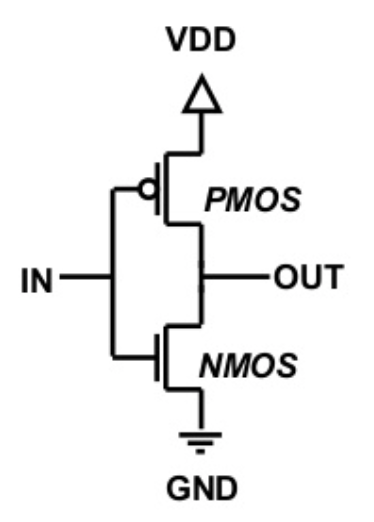 VDD
PMOS
IN
OUT
NMOS
GND